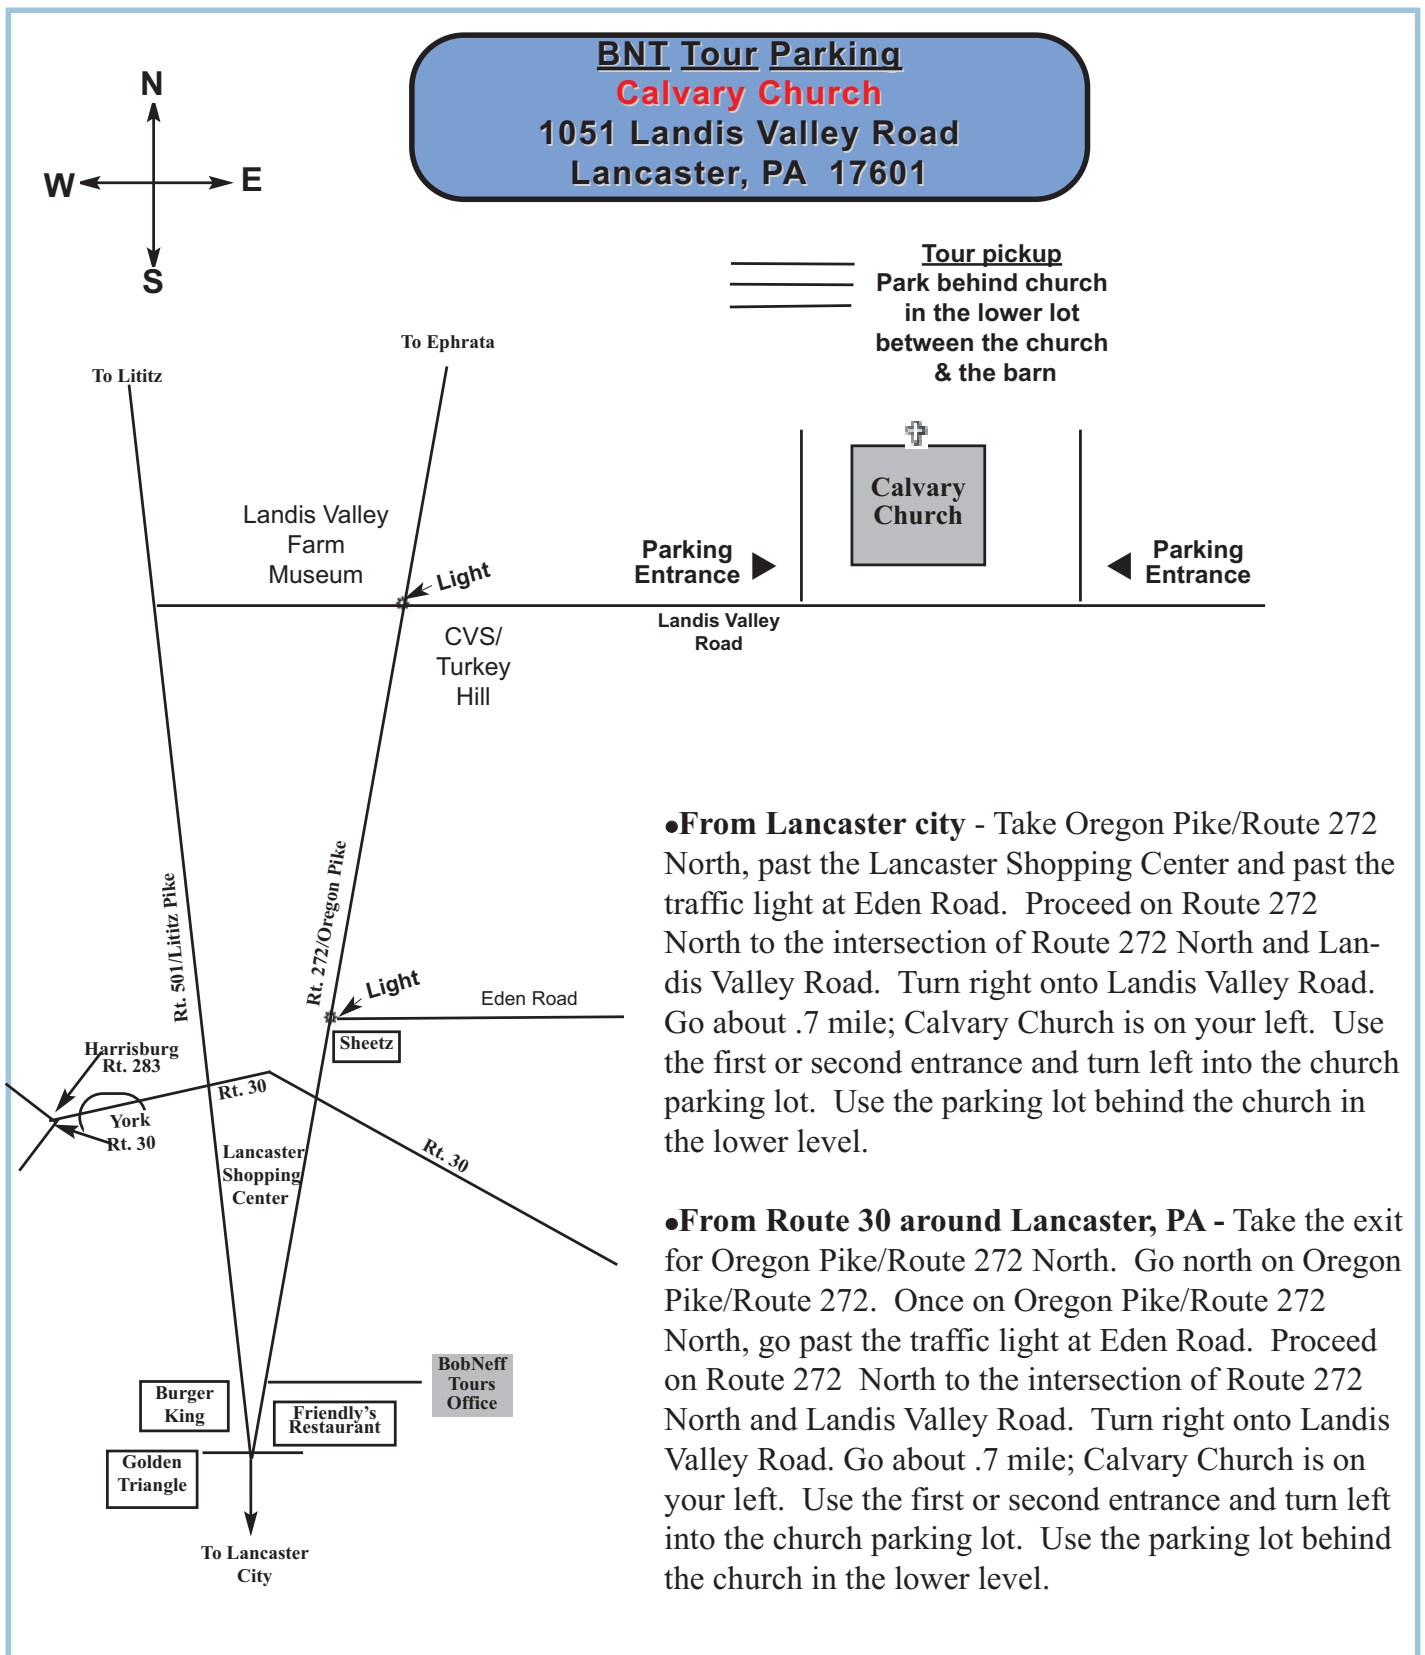 BNT Tour Parking
Calvary Church
1051 Landis Valley Road
Lancaster, PA 17601
N
W
E
S
Tour pickup
Park behind church
in the lower lot
between the church
& the barn
To Ephrata
To Lititz
Calvary
Church
Landis Valley
Farm
Museum
Light
Parking
Entrance
Parking
Entrance
Landis Valley
Road
CVS/
Turkey
Hill
Rt. 501/Lititz Pike
Rt. 272/Oregon Pike
Light
Eden Road
Sheetz
Harrisburg
Rt. 283
York
Rt. 30
Rt. 30
Rt. 30
Lancaster
Shopping
Center
BobNeff
Tours
Office
Burger
King
Friendly's
Restaurant
Golden
Triangle
To Lancaster
City
•From Lancaster city - Take Oregon Pike/Route 272
North, past the Lancaster Shopping Center and past the
traffic light at Eden Road. Proceed on Route 272
North to the intersection of Route 272 North and Lan-
dis Valley Road. Turn right onto Landis Valley Road.
Go about .7 mile; Calvary Church is on your left. Use
the first or second entrance and turn left into the church
parking lot. Use the parking lot behind the church in
the lower level.
•From Route 30 around Lancaster, PA - Take the exit
for Oregon Pike/Route 272 North. Go north on Oregon
Pike/Route 272. Once on Oregon Pike/Route 272
North, go past the traffic light at Eden Road. Proceed
on Route 272 North to the intersection of Route 272
North and Landis Valley Road. Turn right onto Landis
Valley Road. Go about .7 mile; Calvary Church is on
your left. Use the first or second entrance and turn left
into the church parking lot. Use the parking lot behind
the church in the lower level.